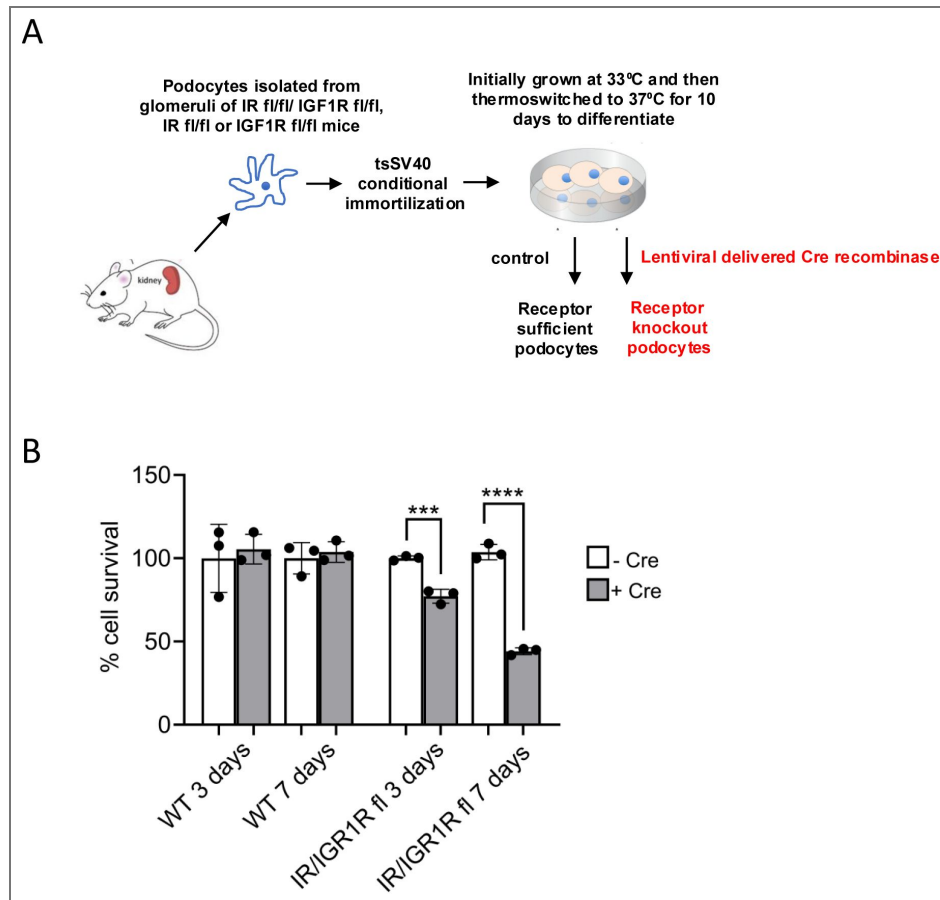 A
Podocytes isolated from
glomeruli of IR fl/fl/ IGF1R fl/fl,
IR fl/fl or IGF1R fl/fl mice
Initially grown at 33ºC and then
thermoswitched to 37ºC for 10
days to differentiate
tsSV40
conditional
immortilization
kidney
control
Lentiviral delivered Cre recombinase
Receptor
sufficient
podocytes
Receptor
knockout
podocytes
B
% cell survival
150
100
50
0
***
****
- Cre
+ Cre
WT 3 days
WT 7 days
IR/IGR1R fl 3 days
IR/IGR1R fl 7 days